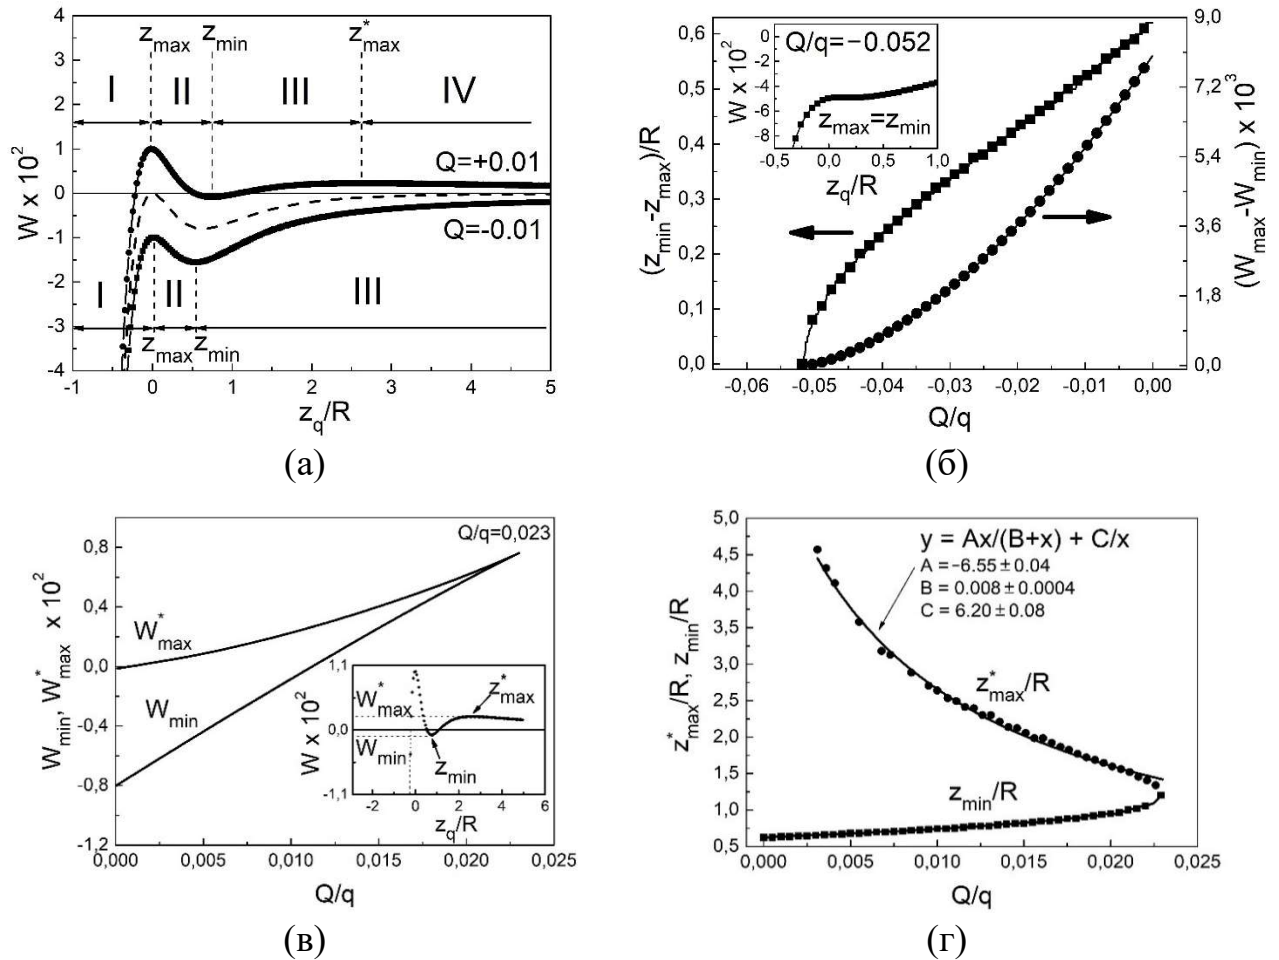 4
3
2
1
0
-1
-2
-3
-4
W x 10²
z_max
z_min
z*_max
I
II
III
IV
Q=+0.01
Q=-0.01
I
II
III
z_max
z_min
-1
0
1
2
3
4
5
z_q/R
(а)
0,6
0,5
0,4
0,3
0,2
0,1
0,0
(z_min-z_max)/R
0
-2
-4
-6
-8
W x 10²
Q/q=−0.052
z_max=z_min
-0,5
0,0
0,5
1,0
z_q/R
9,0
7,2
5,4
3,6
1,8
0,0
(W_max-W_min) x 10³
-0,06
-0,05
-0,04
-0,03
-0,02
-0,01
0,00
Q/q
(б)
0,8
0,4
0,0
-0,4
-0,8
-1,2
W_min, W*_max x 10²
Q/q=0,023
W*_max
W_min
1,1
0,0
-1,1
W x 10²
W*_max
W_min
z*_max
z_min
-2
0
2
4
6
z_q/R
0,000
0,005
0,010
0,015
0,020
0,025
Q/q
(в)
5,0
4,5
4,0
3,5
3,0
2,5
2,0
1,5
1,0
0,5
z*_max/R, z_min/R
y = Ax/(B+x) + C/x
A = −6.55 ± 0.04
B = 0.008 ± 0.0004
C = 6.20 ± 0.08
z*_max/R
z_min/R
0,000
0,005
0,010
0,015
0,020
0,025
Q/q
(г)